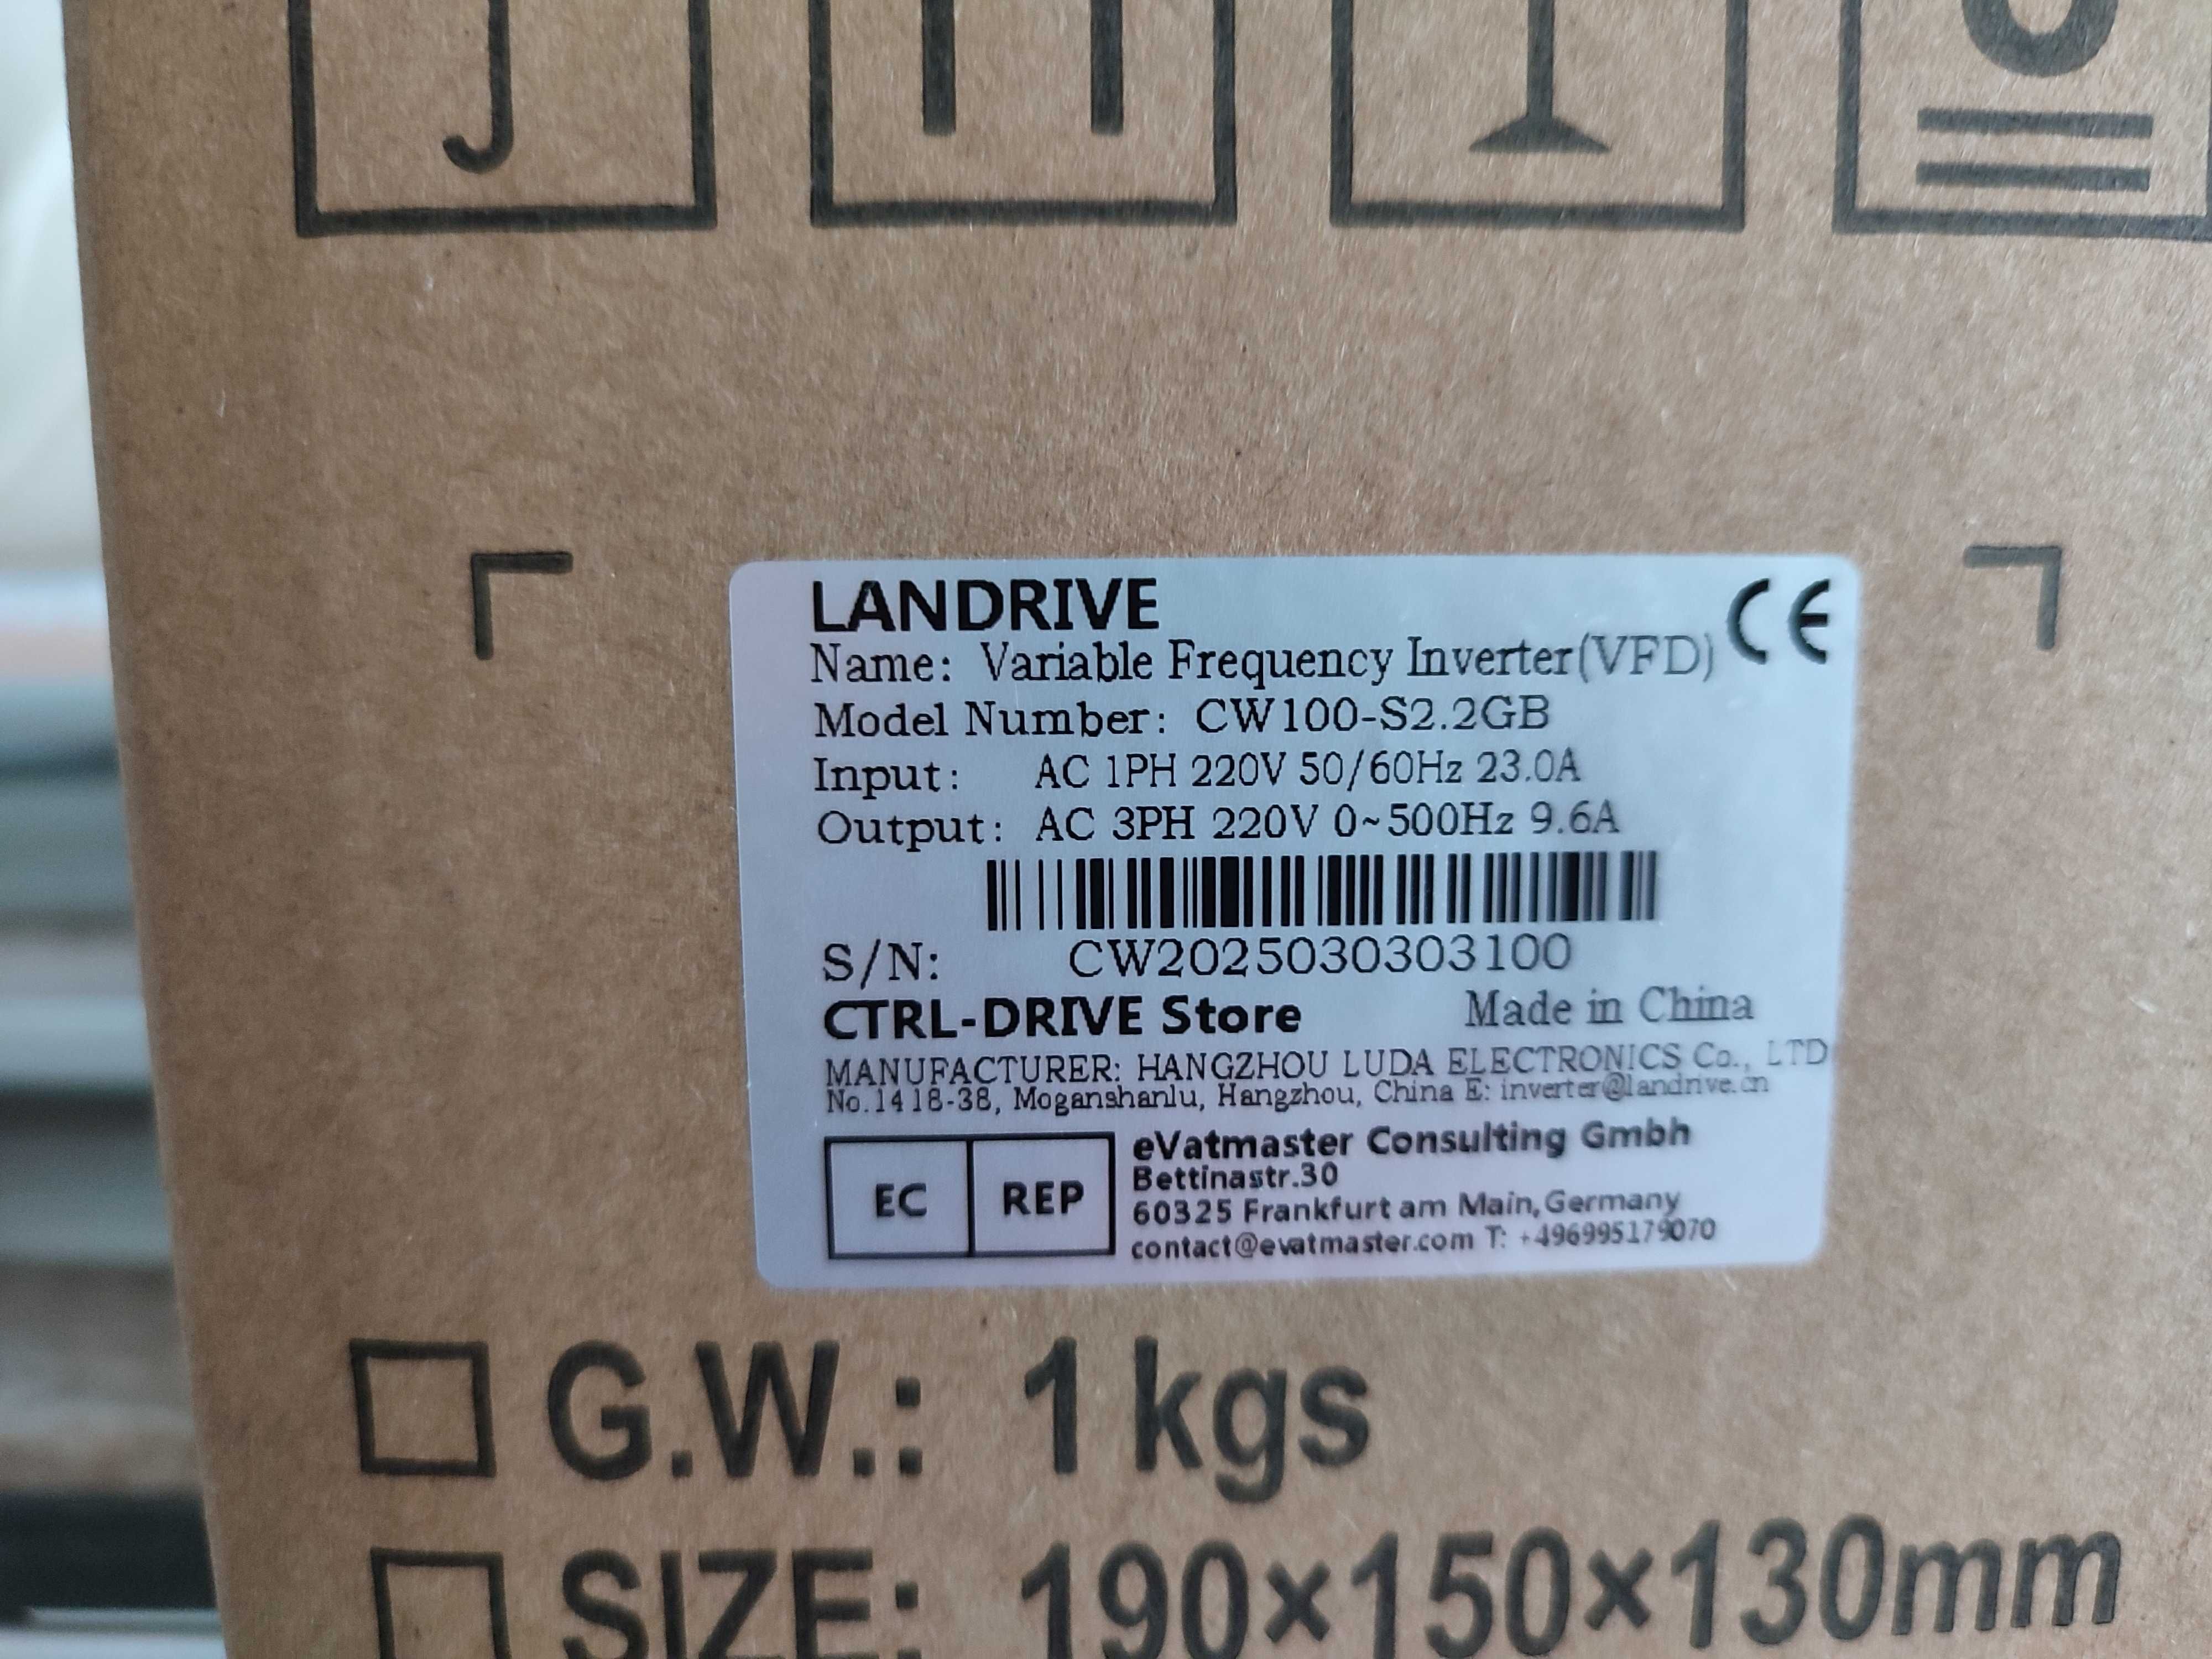 LANDRIVE
CE
Name: Variable Frequency Inverter(VFD)
Model Number: CW100-S2.2GB
Input: AC 1PH 220V 50/60Hz 23.0A
Output: AC 3PH 220V 0~500Hz 9.6A
S/N: CW2025030303100
CTRL-DRIVE Store Made in China
MANUFACTURER: HANGZHOU LUDA ELECTRONICS Co., LTD
No.1418-38, Moganshanlu, Hangzhou, China E: inverter@landrive.cn
EC REP
eVatmaster Consulting Gmbh
Bettinastr.30
60325 Frankfurt am Main, Germany
contact@evatmaster.com T: +496995179070
G.W.: 1 kgs
SIZE: 190×150×130mm